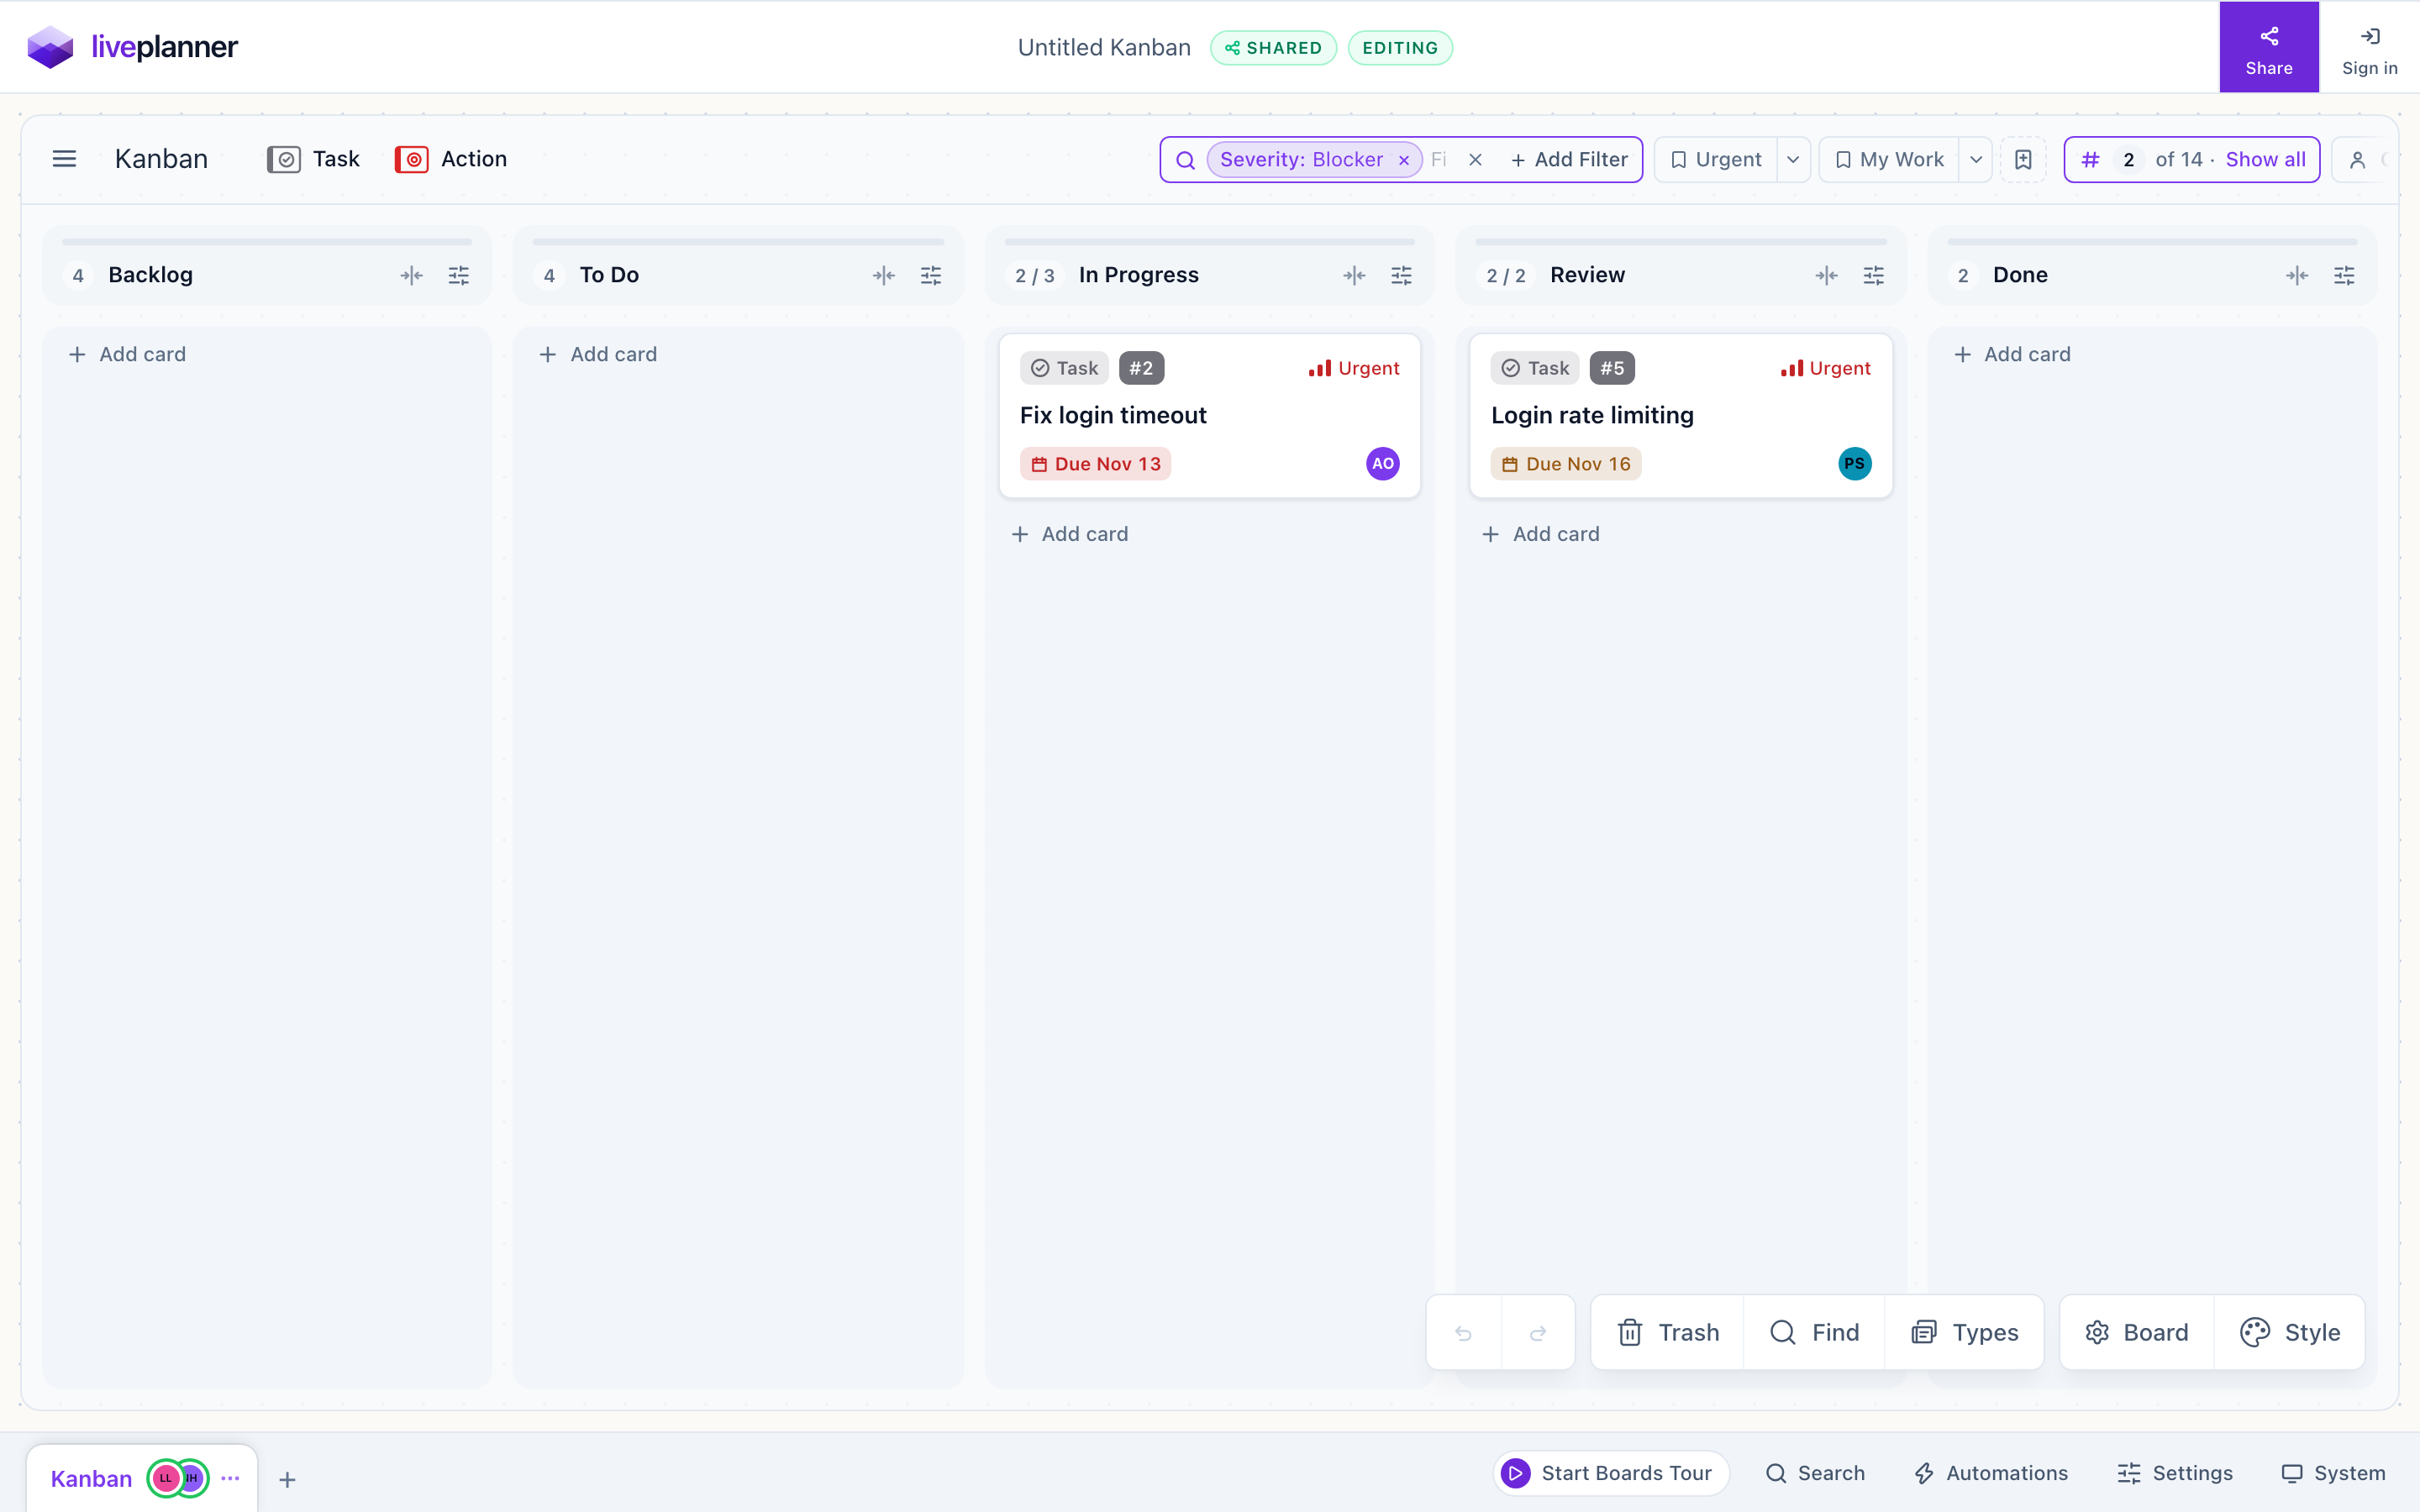 liveplanner
Untitled Kanban
SHARED
EDITING
Share
Sign in
Kanban
Task
Action
Severity: Blocker
Fi
+ Add Filter
Urgent
My Work
# 2 of 14 · Show all
4 Backlog
4 To Do
2 / 3 In Progress
2 / 2 Review
2 Done
+ Add card
+ Add card
Task #2 Urgent
Fix login timeout
Due Nov 13 AO
+ Add card
Task #5 Urgent
Login rate limiting
Due Nov 16 PS
+ Add card
+ Add card
Trash
Find
Types
Board
Style
Kanban LL
Start Boards Tour
Search
Automations
Settings
System